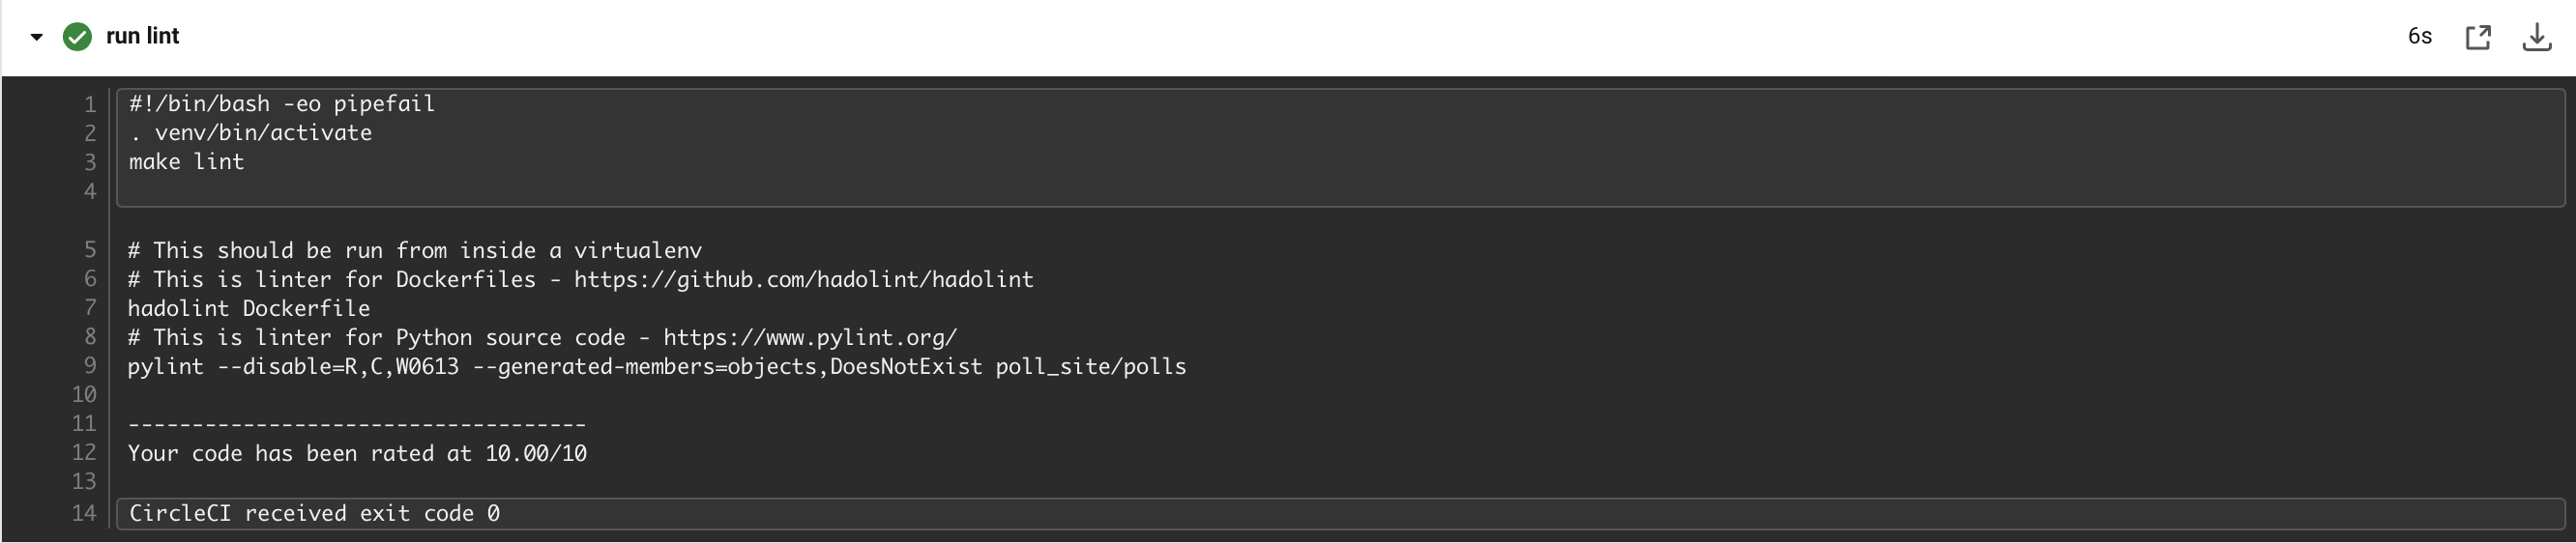 run lint
6s
1 #!/bin/bash -eo pipefail
2 . venv/bin/activate
3 make lint
4
5 # This should be run from inside a virtualenv
6 # This is linter for Dockerfiles - https://github.com/hadolint/hadolint
7 hadolint Dockerfile
8 # This is linter for Python source code - https://www.pylint.org/
9 pylint --disable=R,C,W0613 --generated-members=objects,DoesNotExist poll_site/polls
10
11 ------------------------------------
12 Your code has been rated at 10.00/10
13
14 CircleCI received exit code 0